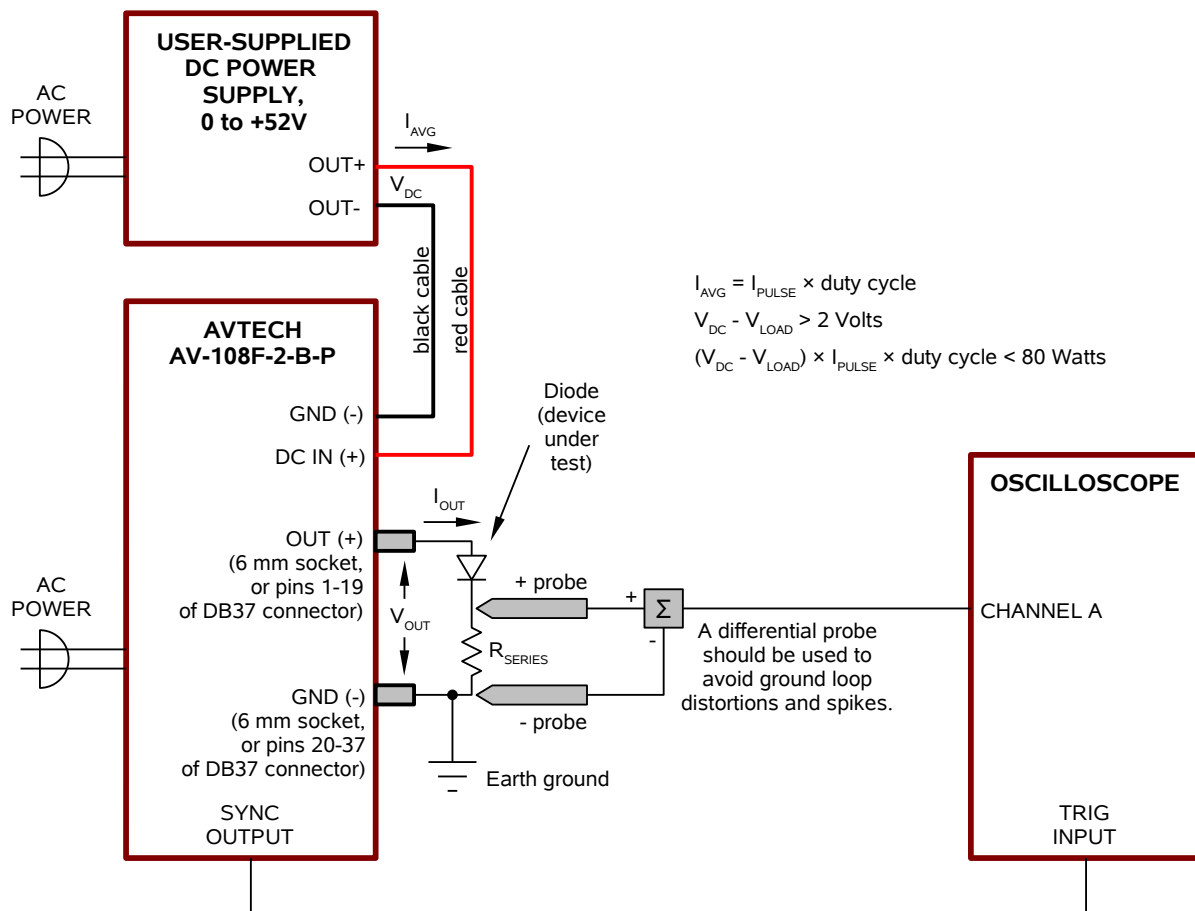 USER-SUPPLIED
DC POWER
SUPPLY,
0 to +52V
AC
POWER
OUT+
OUT-
I_AVG
V_DC
black cable
red cable
I_AVG = I_PULSE × duty cycle
V_DC - V_LOAD > 2 Volts
(V_DC - V_LOAD) × I_PULSE × duty cycle < 80 Watts
AVTECH
AV-108F-2-B-P
GND (-)
DC IN (+)
Diode
(device
under
test)
I_OUT
OUT (+)
(6 mm socket,
or pins 1-19
of DB37 connector)
AC
POWER
V_OUT
+ probe
+
Σ
-
R_SERIES
- probe
A differential probe
should be used to
avoid ground loop
distortions and spikes.
GND (-)
(6 mm socket,
or pins 20-37
of DB37 connector)
Earth ground
SYNC
OUTPUT
OSCILLOSCOPE
CHANNEL A
TRIG
INPUT